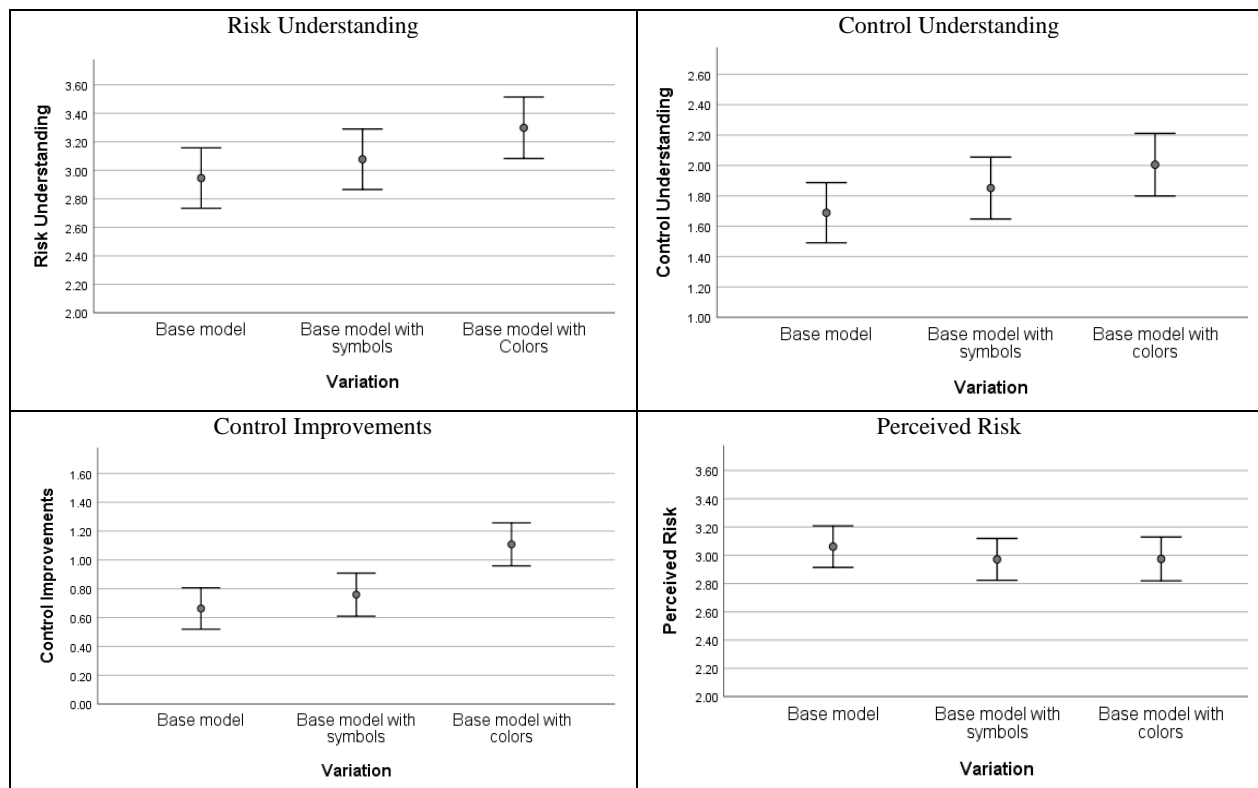 Risk Understanding
Risk Understanding
3.60
3.40
3.20
3.00
2.80
2.60
2.40
2.20
2.00
Base model
Base model with
symbols
Base model with
Colors
Variation
Control Understanding
Control Understanding
2.60
2.40
2.20
2.00
1.80
1.60
1.40
1.20
1.00
Base model
Base model with
symbols
Base model with
colors
Variation
Control Improvements
Control Improvements
1.60
1.40
1.20
1.00
0.80
0.60
0.40
0.20
0.00
Base model
Base model with
symbols
Base model with
colors
Variation
Perceived Risk
Perceived Risk
3.60
3.40
3.20
3.00
2.80
2.60
2.40
2.20
2.00
Base model
Base model with
symbols
Base model with
colors
Variation